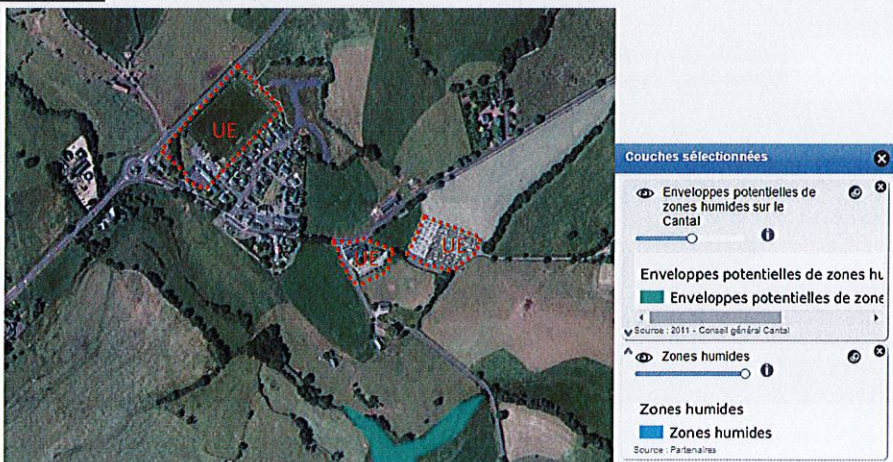 UE
UE
UE
Couches sélectionnées
Enveloppes potentielles de
zones humides sur le
Cantal
Enveloppes potentielles de zones hu
Enveloppes potentielles de zone
Source : 2011 - Conseil général Cantal
Zones humides
Zones humides
Zones humides
Source : Partenaires